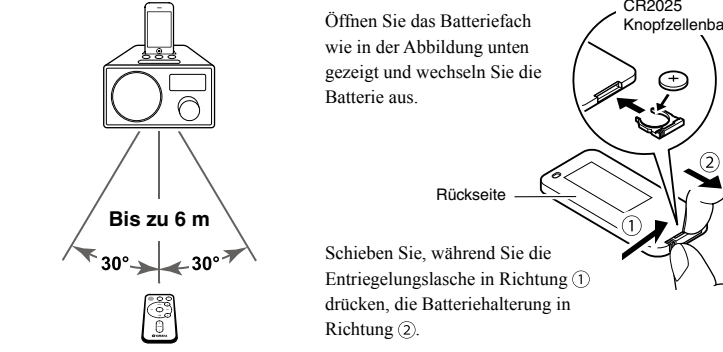 Bis zu 6 m
30° 30°
Öffnen Sie das Batteriefach
wie in der Abbildung unten
gezeigt und wechseln Sie die
Batterie aus.
CR2025
Rückseite
①
②
Schieben Sie, während Sie die
Entriegelungslasche in Richtung ①
drücken, die Batteriehalterung in
Richtung ②.